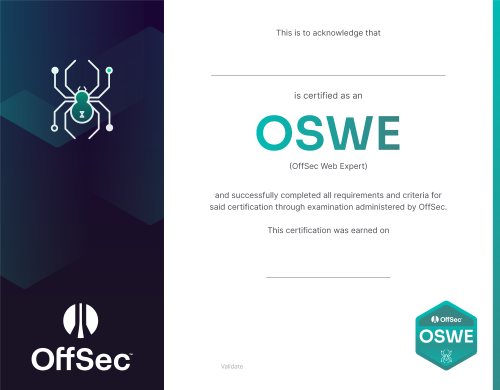 This is to acknowledge that
is certified as an
OSWE
(OffSec Web Expert)
and successfully completed all requirements and criteria for
said certification through examination administered by OffSec.
This certification was earned on
OffSec™
OffSec
OSWE
Validate